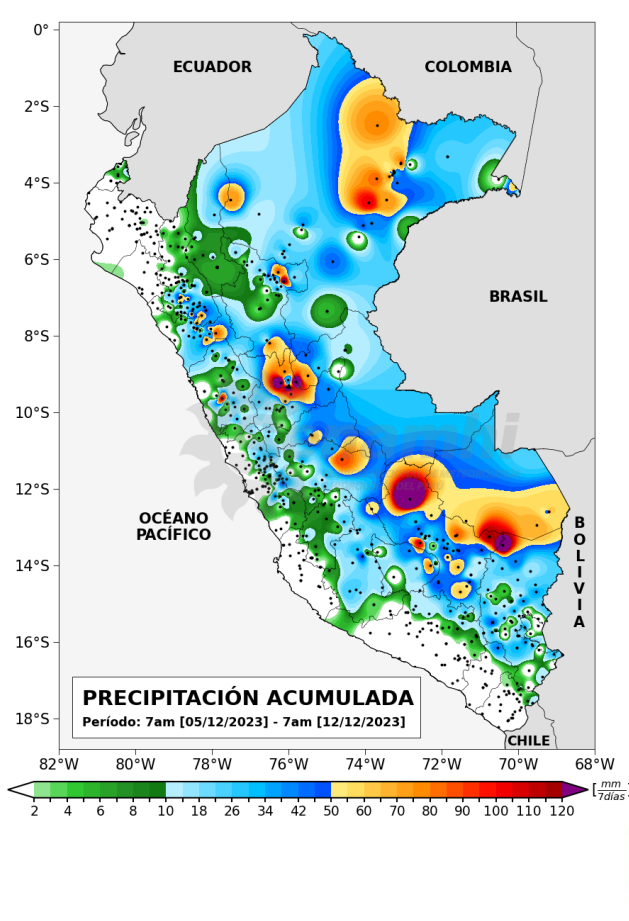 0°
ECUADOR
COLOMBIA
2°S
4°S
6°S
BRASIL
8°S
10°S
senamhi
12°S
OCÉANO
PACÍFICO
BOLIVIA
14°S
16°S
PRECIPITACIÓN ACUMULADA
Período: 7am [05/12/2023] - 7am [12/12/2023]
18°S
CHILE
82°W 80°W 78°W 76°W 74°W 72°W 70°W 68°W
[mm/7días
2 4 6 8 10 18 26 34 42 50 60 70 80 90 100 110 120